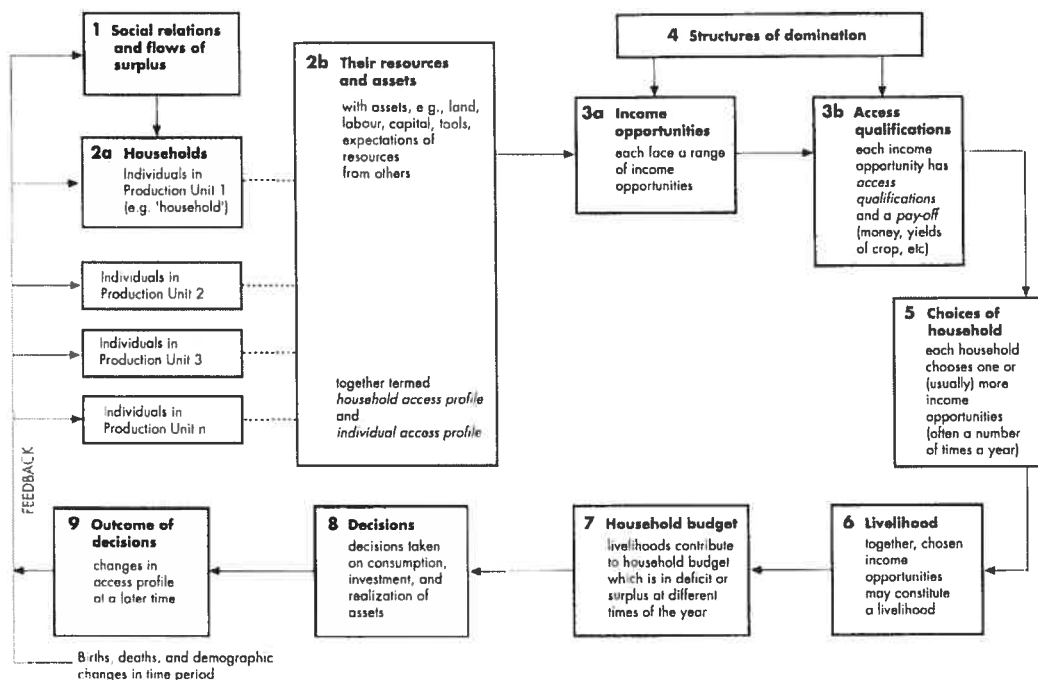 1 Social relations
and flows of
surplus
2a Households
Individuals in
Production Unit 1
(e.g. 'household')
Individuals in
Production Unit 2
Individuals in
Production Unit 3
Individuals in
Production Unit n
2b Their resources
and assets
with assets, e.g., land,
labour, capital, tools,
expectations of
resources
from others
together termed
household access profile
and
individual access profile
4 Structures of domination
3a Income
opportunities
each face a range
of income
opportunities
3b Access
qualifications
each income
opportunity has
access
qualifications
and a pay-off
(money, yields
of crop, etc)
5 Choices of
household
each household
chooses one or
(usually) more
income
opportunities
(often a number
of times a year)
6 Livelihood
together, chosen
income
opportunities
may constitute
a livelihood
7 Household budget
livelihoods contribute
to household budget
which is in deficit or
surplus at different
times of the year
8 Decisions
decisions taken
on consumption,
investment, and
realization of
assets
9 Outcome of
decisions
changes in
access profile
at a later time
FEEDBACK
Births, deaths, and demographic
changes in time period